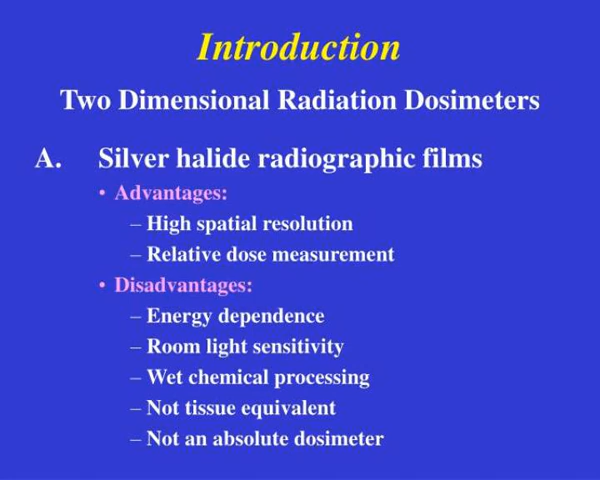 Introduction
Two Dimensional Radiation Dosimeters
A. Silver halide radiographic films
• Advantages:
– High spatial resolution
– Relative dose measurement
• Disadvantages:
– Energy dependence
– Room light sensitivity
– Wet chemical processing
– Not tissue equivalent
– Not an absolute dosimeter